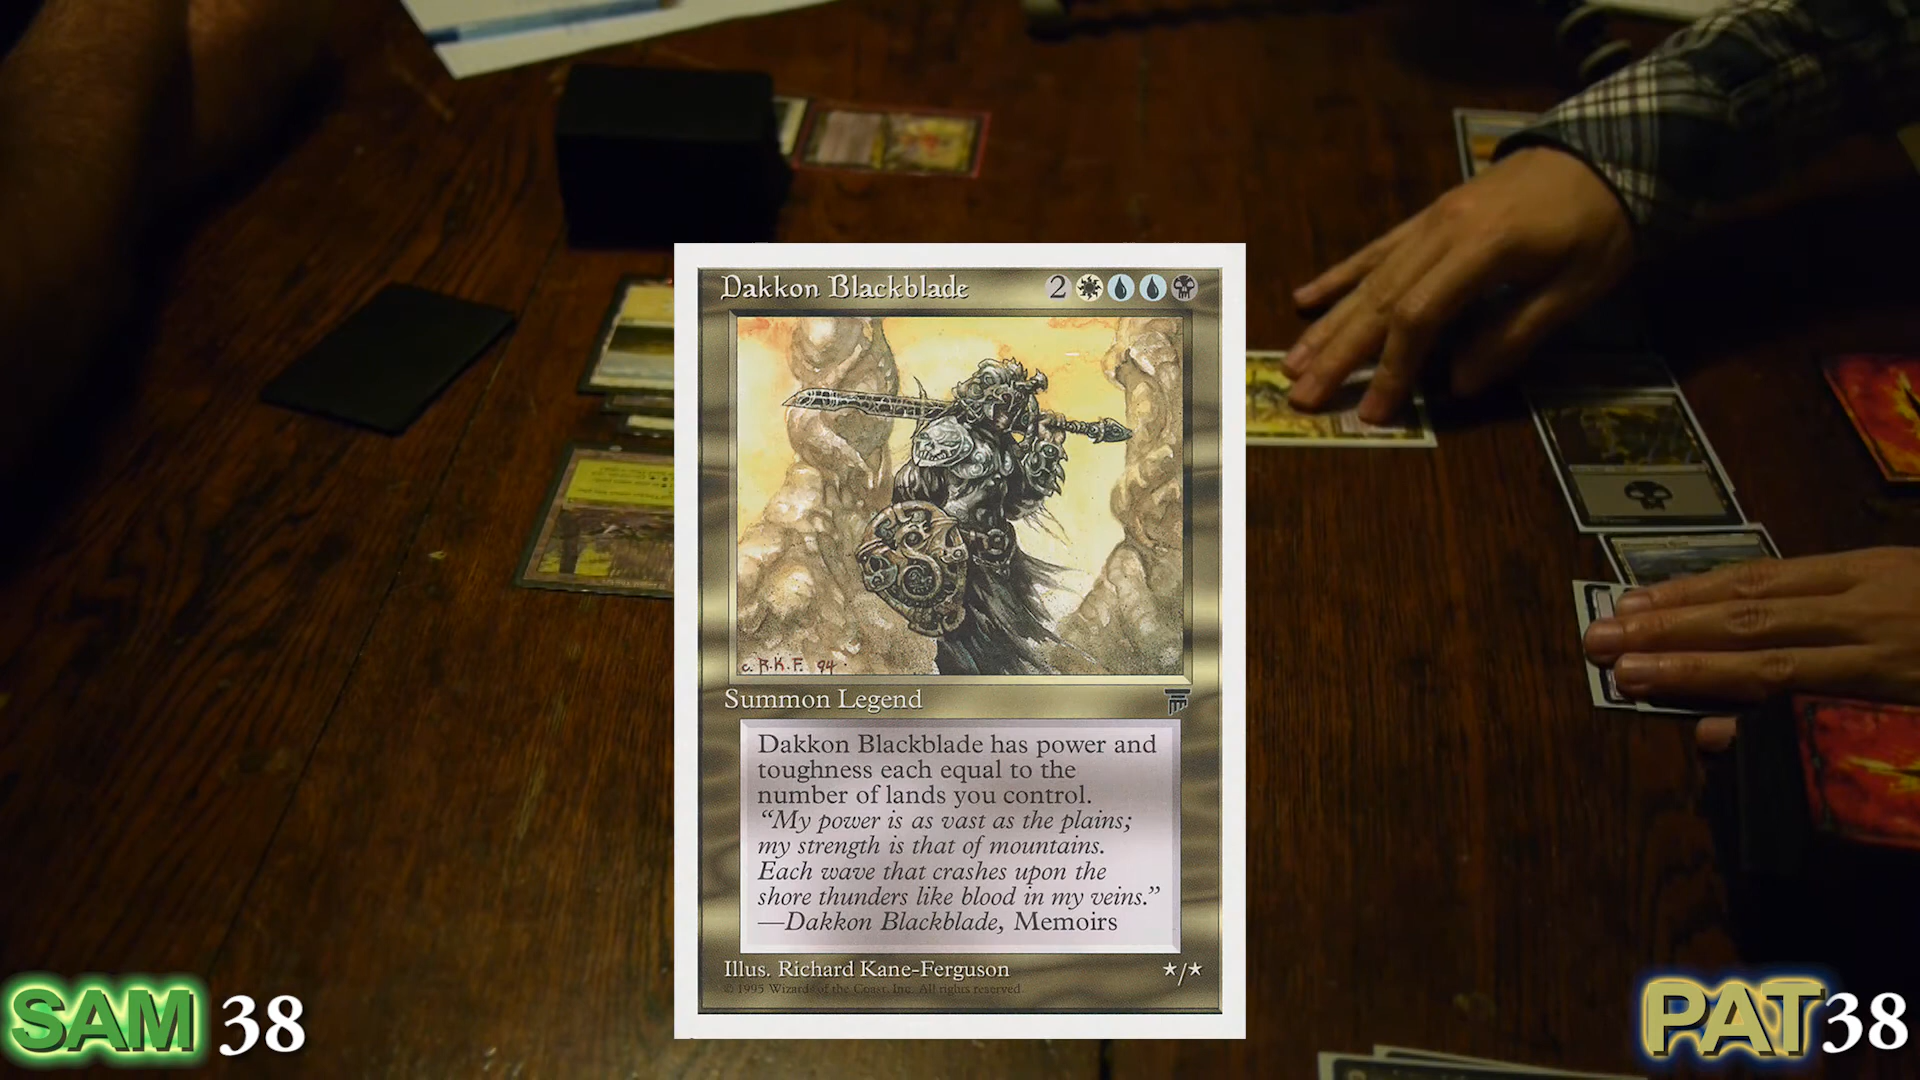 Dakkon Blackblade 2
c. R.K.F. 94
Summon Legend
Dakkon Blackblade has power and
toughness each equal to the
number of lands you control.
“My power is as vast as the plains;
my strength is that of mountains.
Each wave that crashes upon the
shore thunders like blood in my veins.”
—Dakkon Blackblade, Memoirs
Illus. Richard Kane-Ferguson
★/★
© 1995 Wizards of the Coast, Inc. All rights reserved.
SAM 38
PAT 38